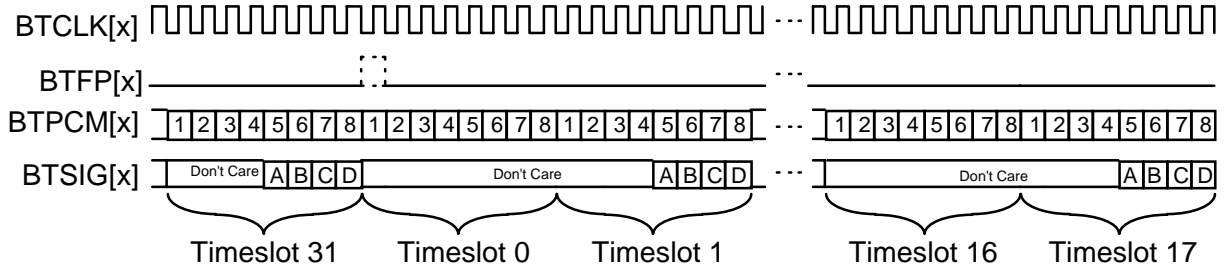 BTCLK[x] ...
BTFP[x] ...
BTPCM[x] 1 2 3 4 5 6 7 8 1 2 3 4 5 6 7 8 1 2 3 4 5 6 7 8 ... 1 2 3 4 5 6 7 8 1 2 3 4 5 6 7 8
BTSIG[x] Don't Care A B C D Don't Care A B C D ... Don't Care A B C D
Timeslot 31 Timeslot 0 Timeslot 1 Timeslot 16 Timeslot 17